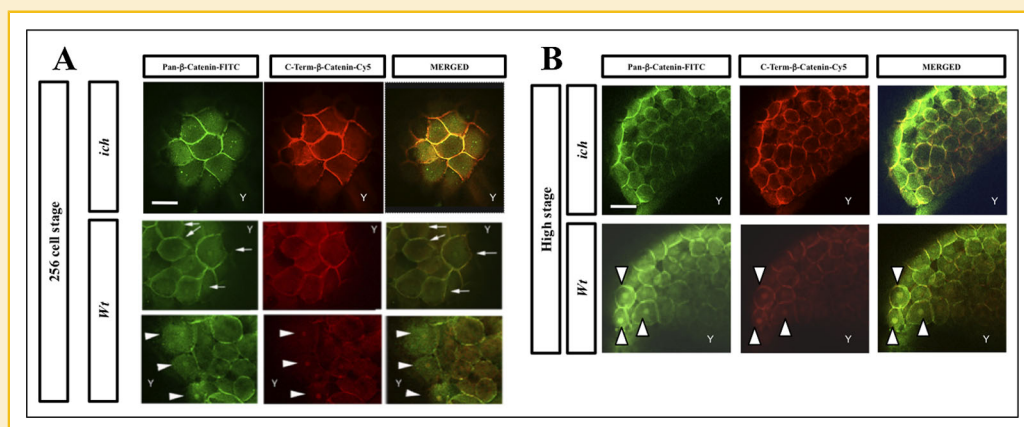 A
Pan-β-Catenin-FITC
C-Term-β-Catenin-Cy5
MERGED
256 cell stage
ich
Y
Y
Y
Wt
Y
Y
Y
Y
Y
Y
B
Pan-β-Catenin-FITC
C-Term-β-Catenin-Cy5
MERGED
High stage
ich
Y
Y
Y
Wt
Y
Y
Y